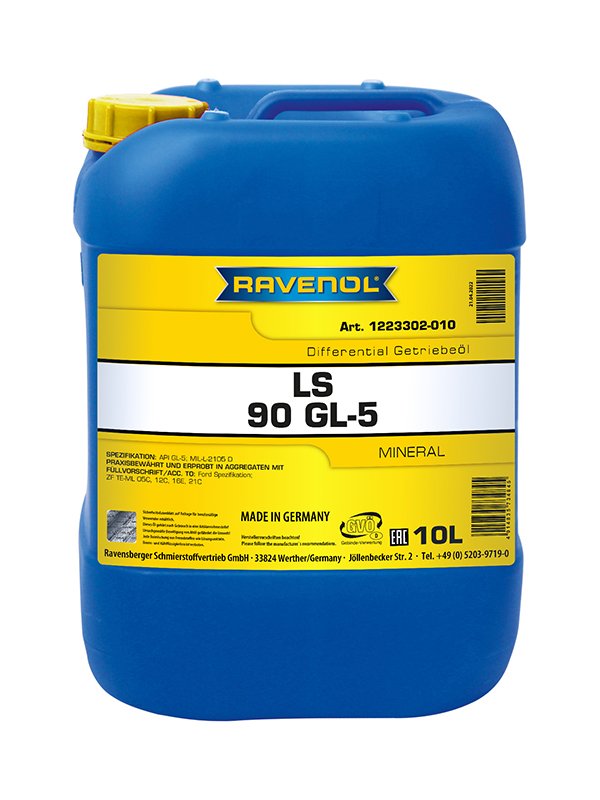 RAVENOL®
21.04.2022
Art. 1223302-010
Differential Getriebeöl
LS
90 GL-5
MINERAL
SPEZIFIKATION: API GL-5, MIL-L-2105 D
PRAXISBEWÄHRT UND ERPROBT IN AGGREGATEN MIT
FÜLLVORSCHRIFT/ACC. TO: Ford Spezifikation;
ZF TE-ML 05C, 12C, 16E, 21C
MADE IN GERMANY
Herstellervorschriften beachten!
Please follow the manufacturer´s recommendations.
GVÖ
Gebinde-Verwertung
EAC
10L
Ravensberger Schmierstoffvertrieb GmbH · 33824 Werther/Germany · Jöllenbecker Str. 2 · Tel. +49 (0) 5203-9719-0